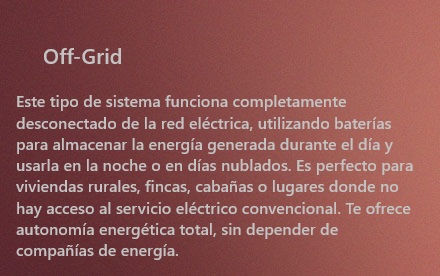 Off-Grid
Este tipo de sistema funciona completamente
desconectado de la red eléctrica, utilizando baterías
para almacenar la energía generada durante el día y
usarla en la noche o en días nublados. Es perfecto para
viviendas rurales, fincas, cabañas o lugares donde no
hay acceso al servicio eléctrico convencional. Te ofrece
autonomía energética total, sin depender de
compañías de energía.